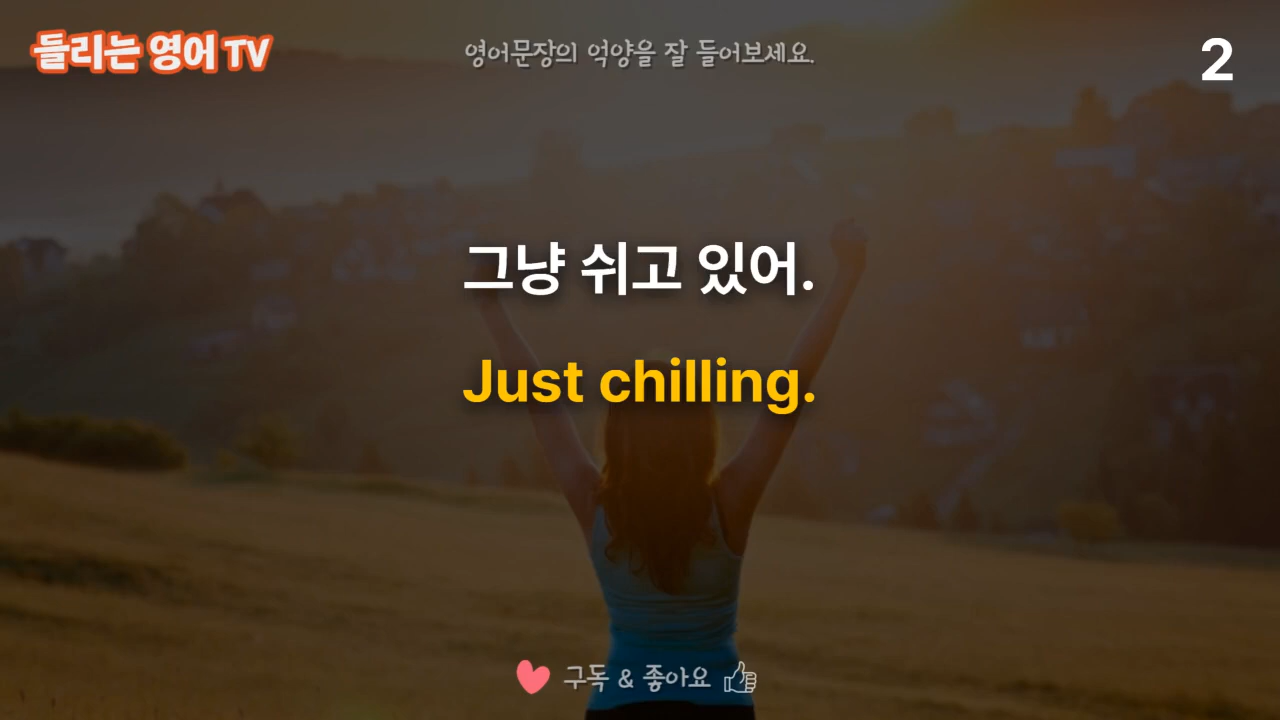 들리는 영어 TV
영어문장의 억양을 잘 들어보세요.
2
그냥 쉬고 있어.
Just chilling.
구독 & 좋아요